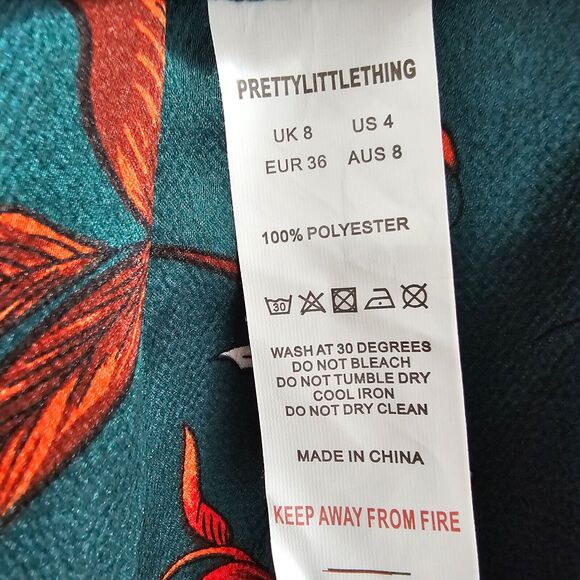 PRETTYLITTLETHING
UK 8 US 4
EUR 36 AUS 8
100% POLYESTER
30
WASH AT 30 DEGREES
DO NOT BLEACH
DO NOT TUMBLE DRY
COOL IRON
DO NOT DRY CLEAN
MADE IN CHINA
KEEP AWAY FROM FIRE